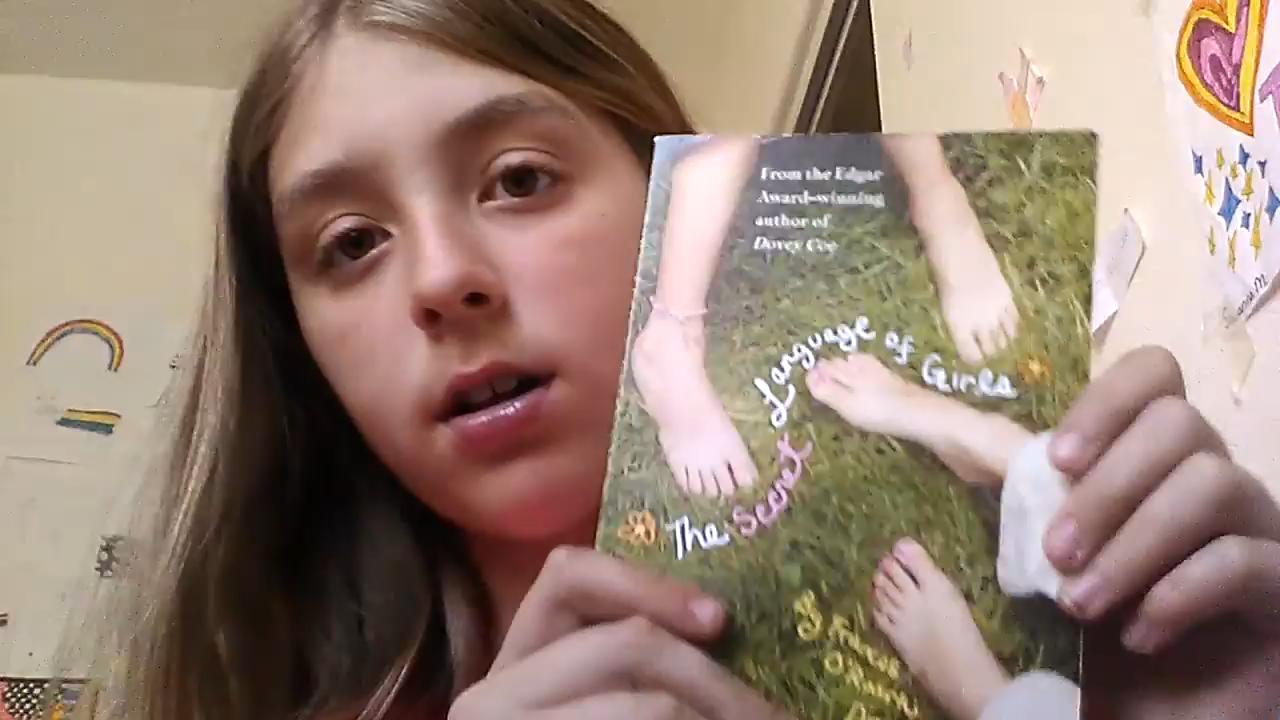 From the Edgar
Award-winning
author of
Dovey Coe
The Secret Language of Girls